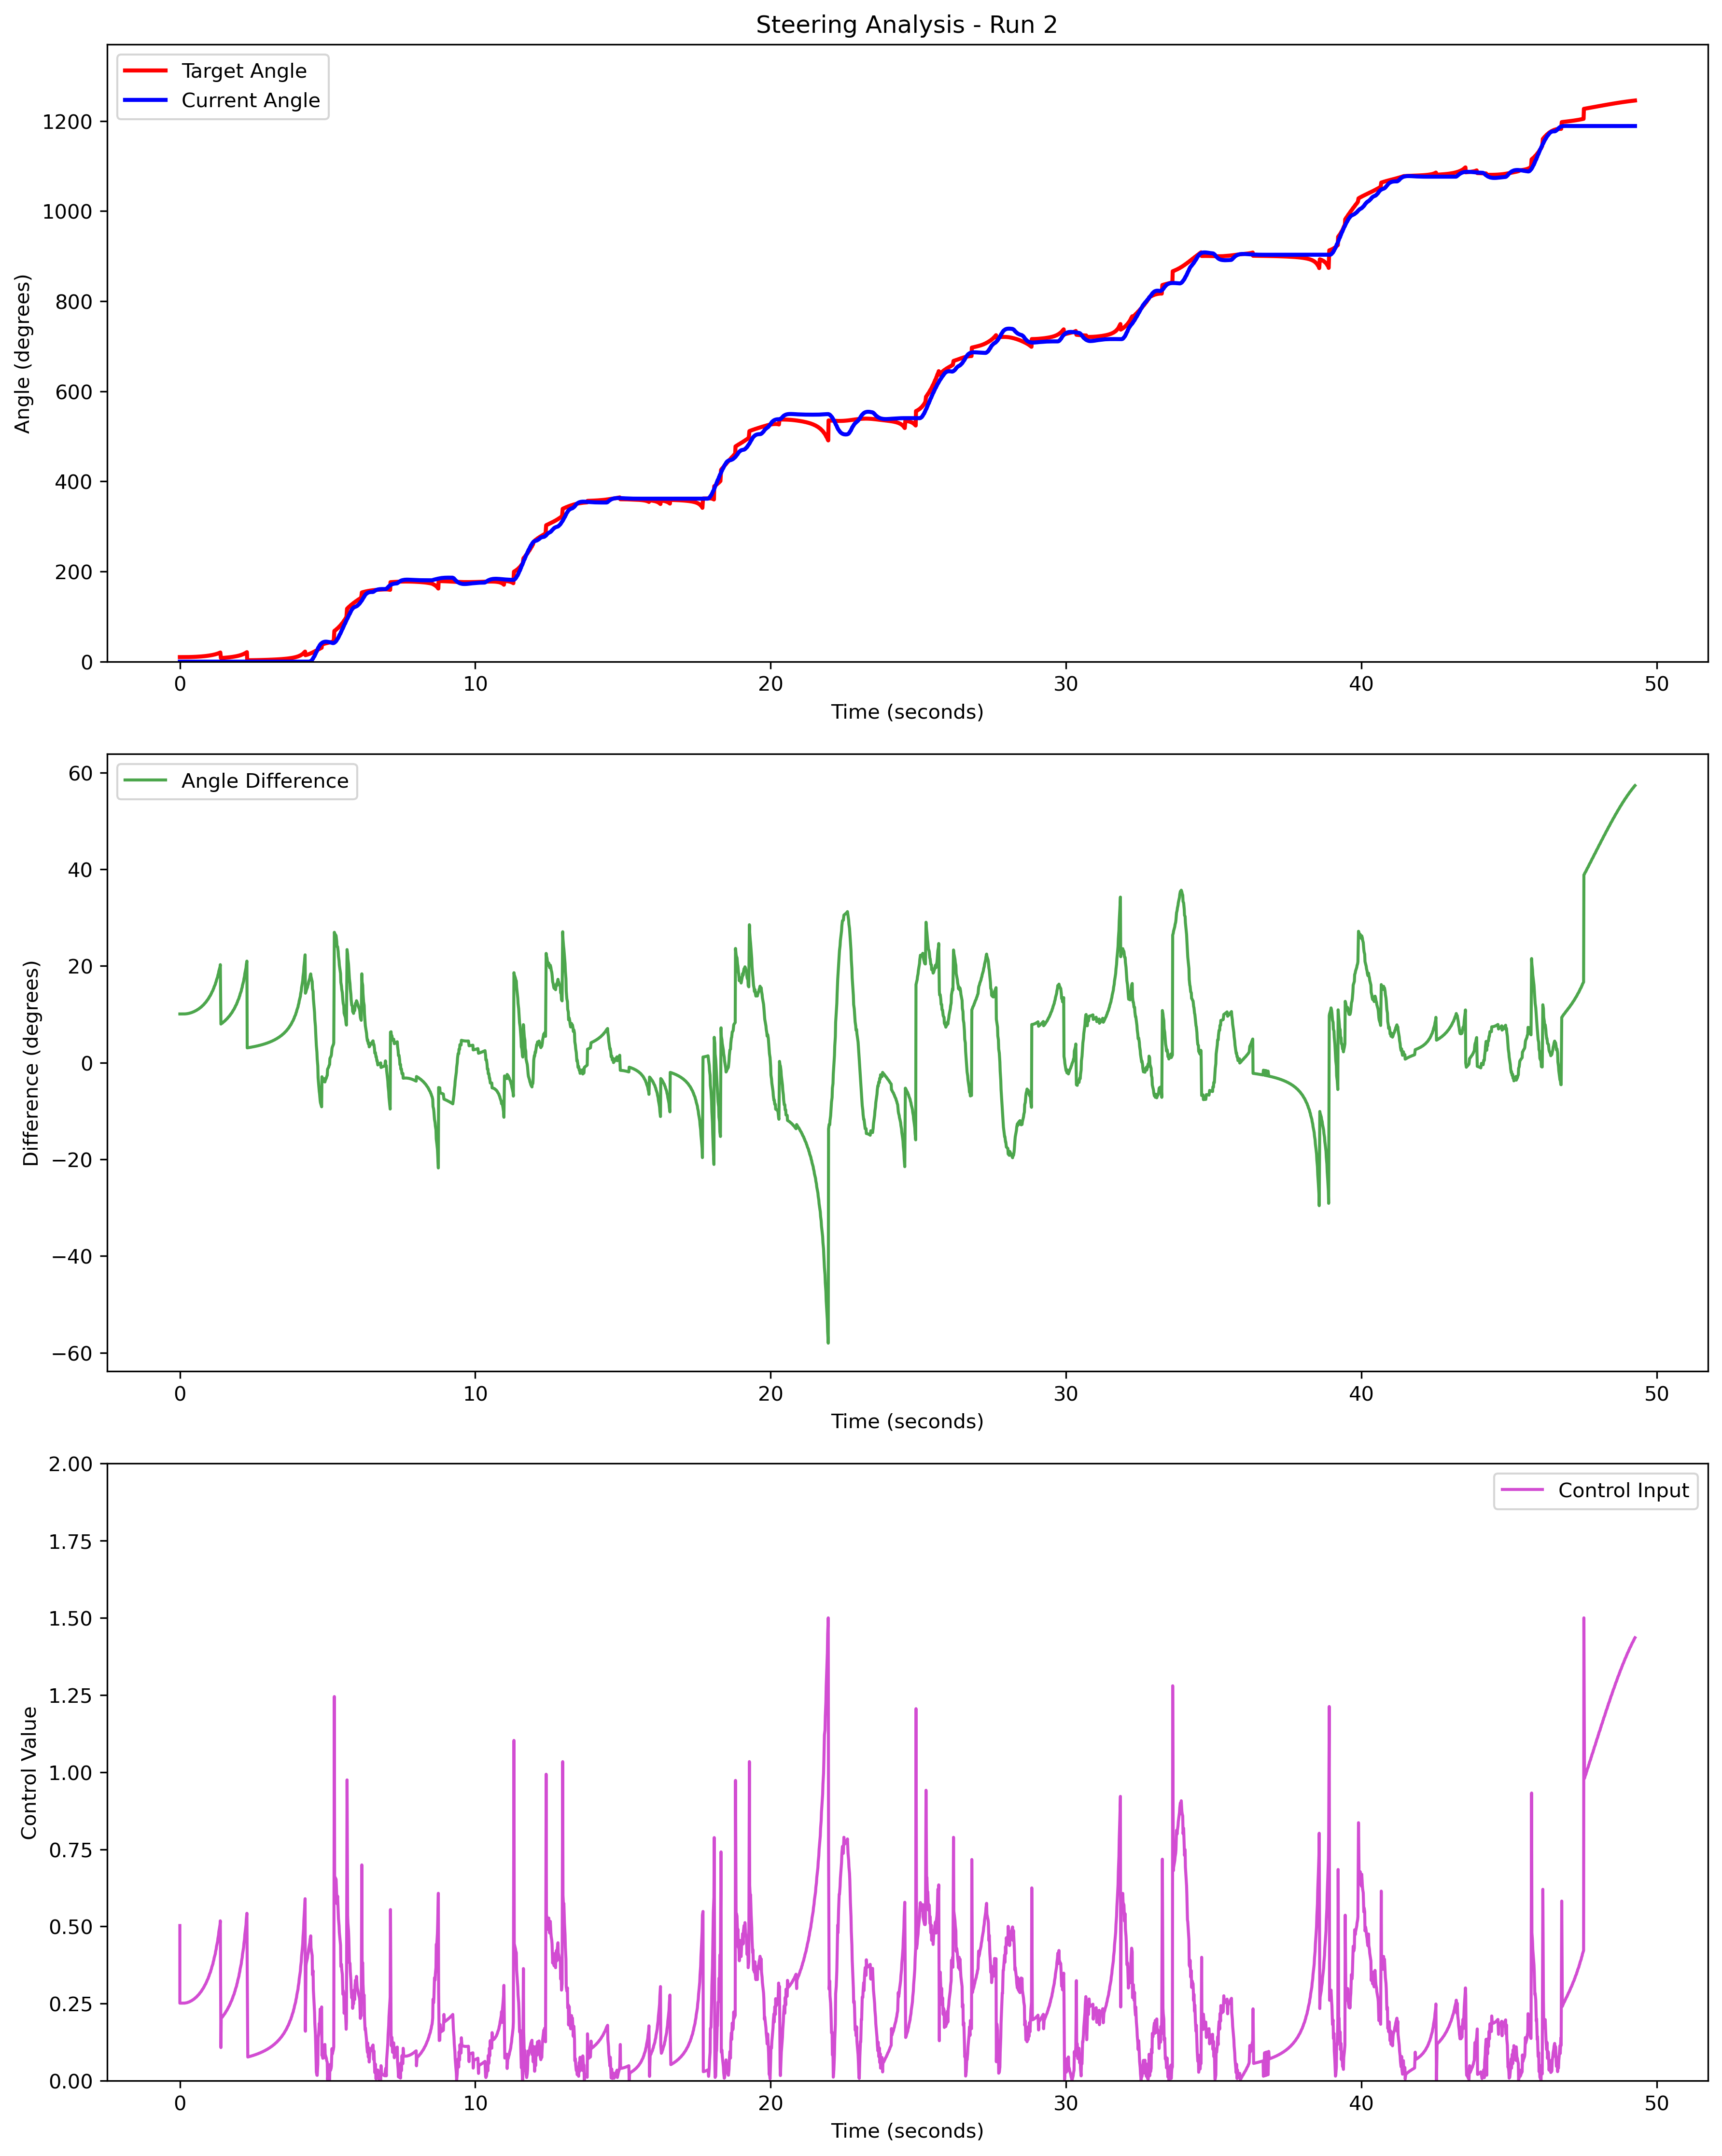 Steering Analysis - Run 2
Target Angle
Current Angle
Angle (degrees)
1200
1000
800
600
400
200
0
0 10 20 30 40 50
Time (seconds)
Angle Difference
Difference (degrees)
60
40
20
0
−20
−40
−60
0 10 20 30 40 50
Time (seconds)
Control Input
Control Value
2.00
1.75
1.50
1.25
1.00
0.75
0.50
0.25
0.00
0 10 20 30 40 50
Time (seconds)